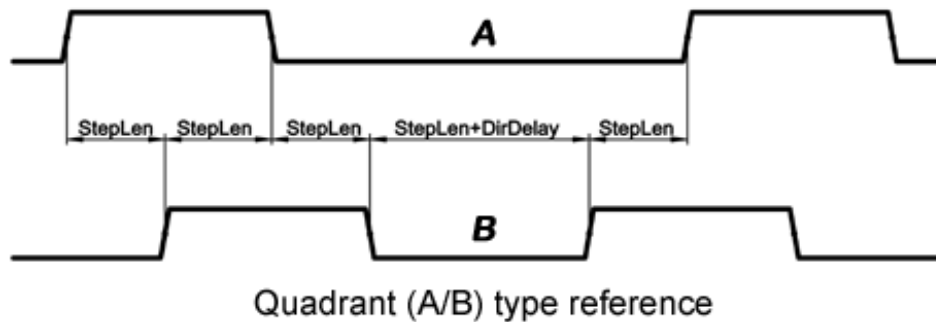 A
StepLen StepLen StepLen StepLen+DirDelay StepLen
B
Quadrant (A/B) type reference